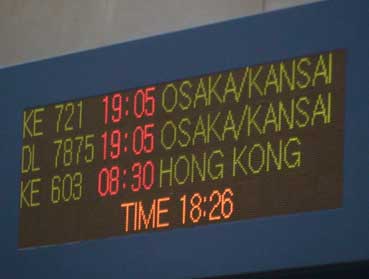 KE 721 19:05 OSAKA/KANSAI
DL 7875 19:05 OSAKA/KANSAI
KE 603 08:30 HONG KONG
TIME 18:26